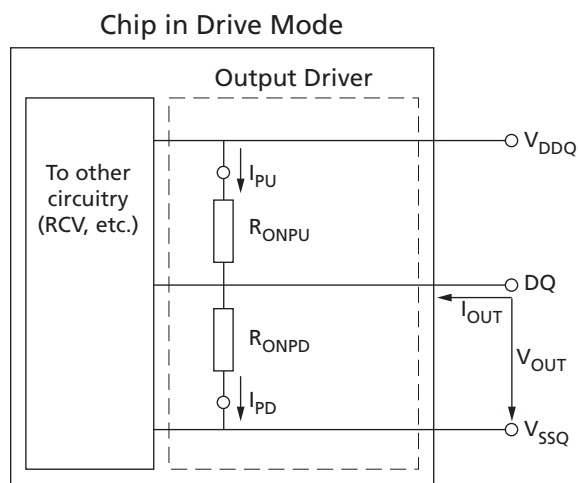 Chip in Drive Mode
Output Driver
To other
circuitry
(RCV, etc.)
VDDQ
IPU
RONPU
DQ
IOUT
RONPD
VOUT
IPD
VSSQ